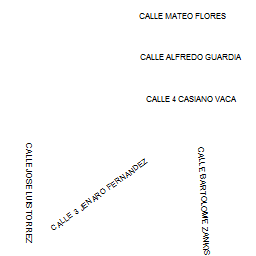 CALLE MATEO FLORES
CALLE ALFREDO GUARDIA
CALLE 4 CASIANO VACA
CALLE JOSE LUIS TORREZ
CALLE 3 JENARO FERNANDEZ
CALLE BARTOLOME ZANKIS